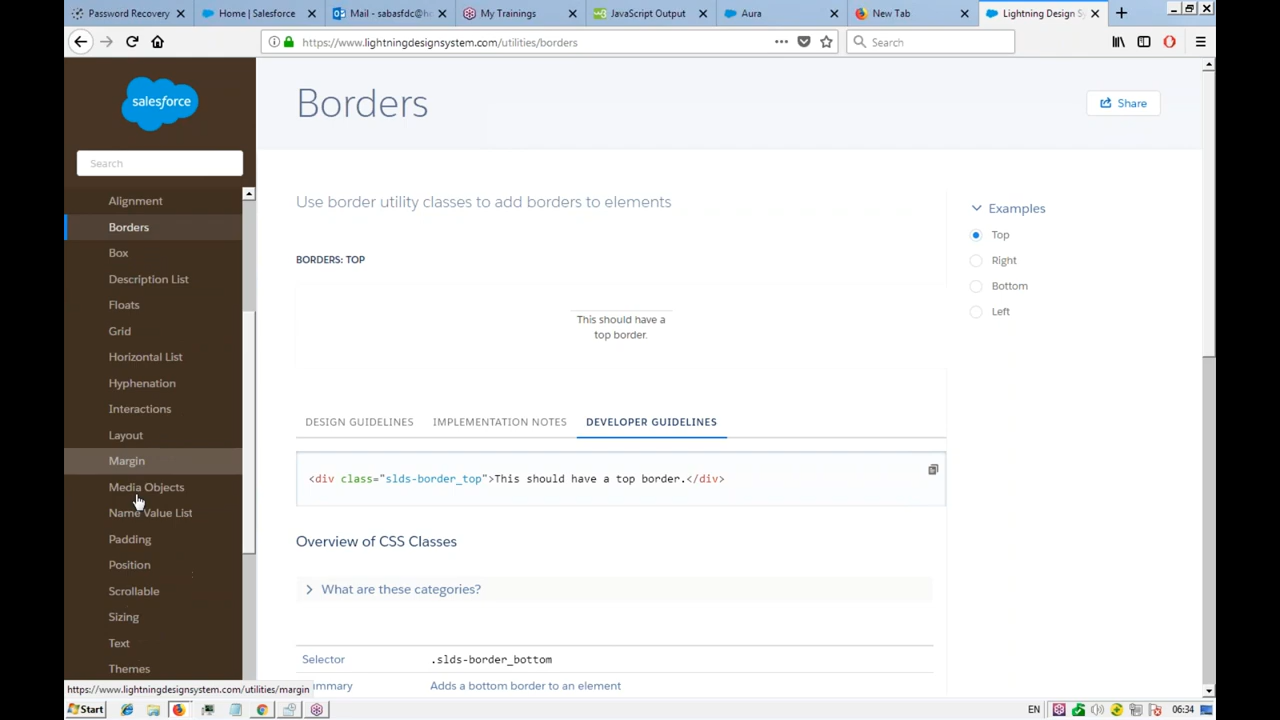 Password Recovery
Home | Salesforce
Mail - sabasfdc@h
My Trainings
JavaScript Output
Aura
New Tab
Lightning Design Sy
https://www.lightningdesignsystem.com/utilities/borders
Search
salesforce
Search
Alignment
Borders
Box
Description List
Floats
Grid
Horizontal List
Hyphenation
Interactions
Layout
Margin
Media Objects
Name Value List
Padding
Position
Scrollable
Sizing
Text
Themes
Borders
Share
Use border utility classes to add borders to elements
BORDERS: TOP
This should have a
top border.
Examples
Top
Right
Bottom
Left
DESIGN GUIDELINES
IMPLEMENTATION NOTES
DEVELOPER GUIDELINES
<div class="slds-border_top">This should have a top border.</div>
Overview of CSS Classes
What are these categories?
Selector .slds-border_bottom
ummary Adds a bottom border to an element
https://www.lightningdesignsystem.com/utilities/margin
Start
EN
06:34